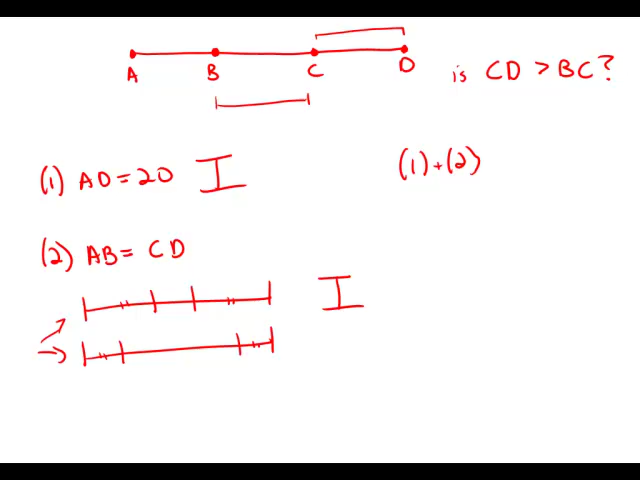 A B C D
is CD > BC?
(1) AD = 20 I
(1) + (2)
(2) AB = CD
I